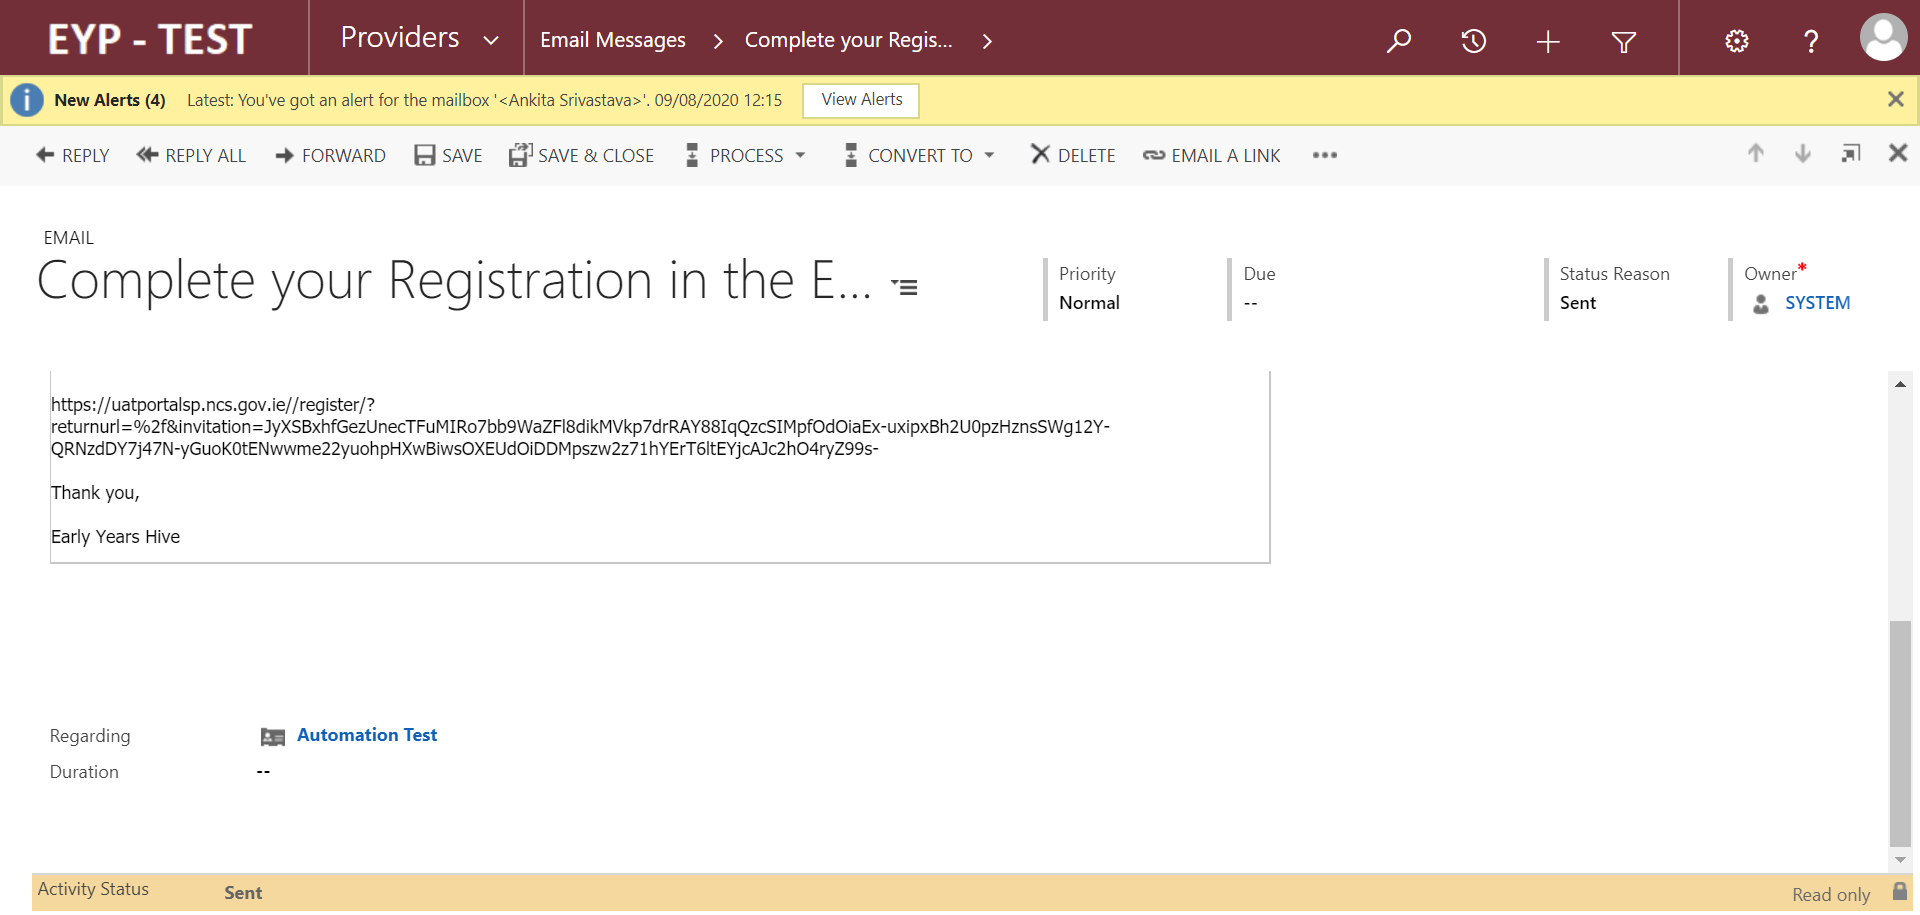 EYP - TEST
Providers
Email Messages
Complete your Regis...
New Alerts (4)
Latest: You've got an alert for the mailbox '<Ankita Srivastava>'. 09/08/2020 12:15
View Alerts
REPLY
REPLY ALL
FORWARD
SAVE
SAVE & CLOSE
PROCESS
CONVERT TO
DELETE
EMAIL A LINK
EMAIL
Complete your Registration in the E...
Priority
Normal
Due
--
Status Reason
Sent
Owner*
SYSTEM
https://uatportalsp.ncs.gov.ie//register/?
returnurl=%2f&invitation=JyXSBxhfGezUnecTFuMIRo7bb9WaZFl8dikMVkp7drRAY88IqQzcSIMpfOdOiaEx-uxipxBh2U0pzHznsSWg12Y-
QRNzdDY7j47N-yGuoK0tENwwme22yuohpHXwBiwsOXEUdOiDDMpszw2z71hYErT6ltEYjcAJc2hO4ryZ99s-
Thank you,
Early Years Hive
Regarding
Automation Test
Duration
--
Activity Status
Sent
Read only